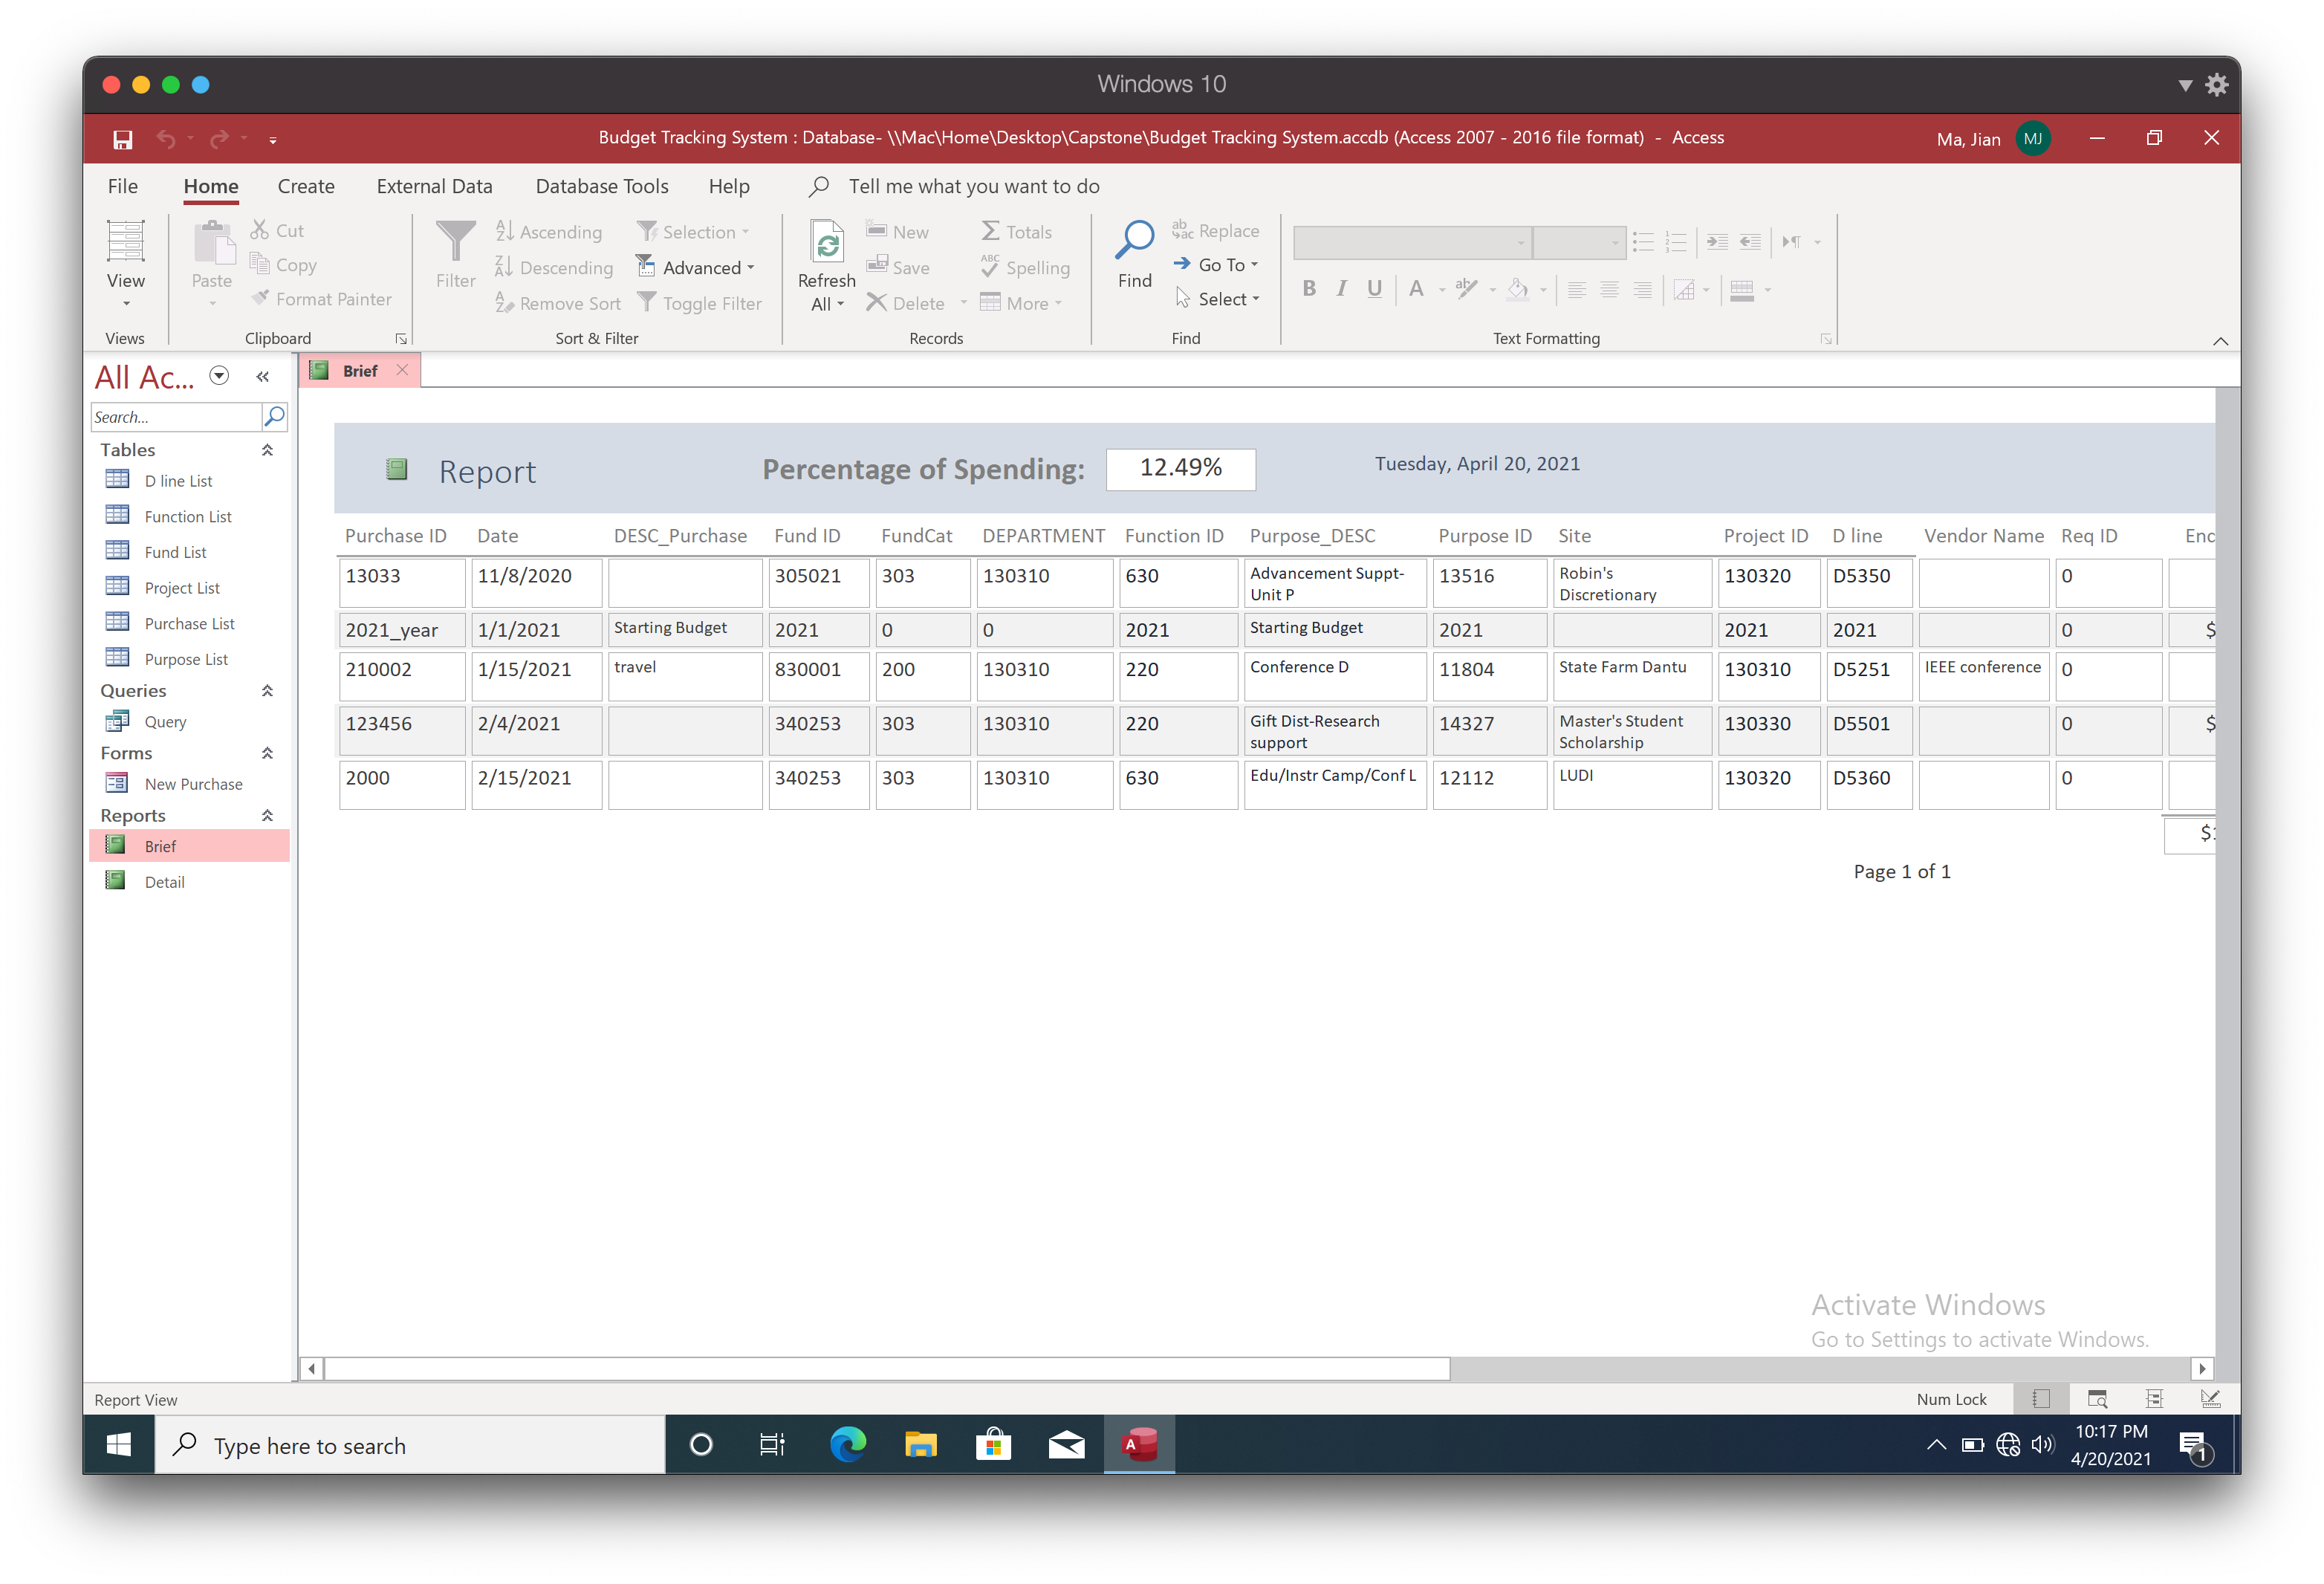 Windows 10
Budget Tracking System : Database- \\Mac\Home\Desktop\Capstone\Budget Tracking System.accdb (Access 2007 - 2016 file format) - Access
Ma, Jian MJ
File Home Create External Data Database Tools Help Tell me what you want to do
View
Views
Paste
Cut
Copy
Format Painter
Clipboard
Filter
Ascending
Descending
Remove Sort
Selection
Advanced
Toggle Filter
Sort & Filter
Refresh
All
New
Save
Delete
Totals
Spelling
More
Records
Find
Replace
Go To
Select
Find
B I U A
Text Formatting
All Ac...
Search...
Tables
D line List
Function List
Fund List
Project List
Purchase List
Purpose List
Queries
Query
Forms
New Purchase
Reports
Brief
Detail
Brief
Report Percentage of Spending: 12.49% Tuesday, April 20, 2021
Purchase ID Date DESC_Purchase Fund ID FundCat DEPARTMENT Function ID Purpose_DESC Purpose ID Site Project ID D line Vendor Name Req ID Enc
13033 11/8/2020 305021 303 130310 630 Advancement Suppt-Unit P 13516 Robin's Discretionary 130320 D5350 0
2021_year 1/1/2021 Starting Budget 2021 0 0 2021 Starting Budget 2021 2021 2021 0 $
210002 1/15/2021 travel 830001 200 130310 220 Conference D 11804 State Farm Dantu 130310 D5251 IEEE conference 0
123456 2/4/2021 340253 303 130310 220 Gift Dist-Research support 14327 Master's Student Scholarship 130330 D5501 0 $
2000 2/15/2021 340253 303 130310 630 Edu/Instr Camp/Conf L 12112 LUDI 130320 D5360 0
Page 1 of 1
Activate Windows
Go to Settings to activate Windows.
Report View
Num Lock
Type here to search
10:17 PM
4/20/2021
1